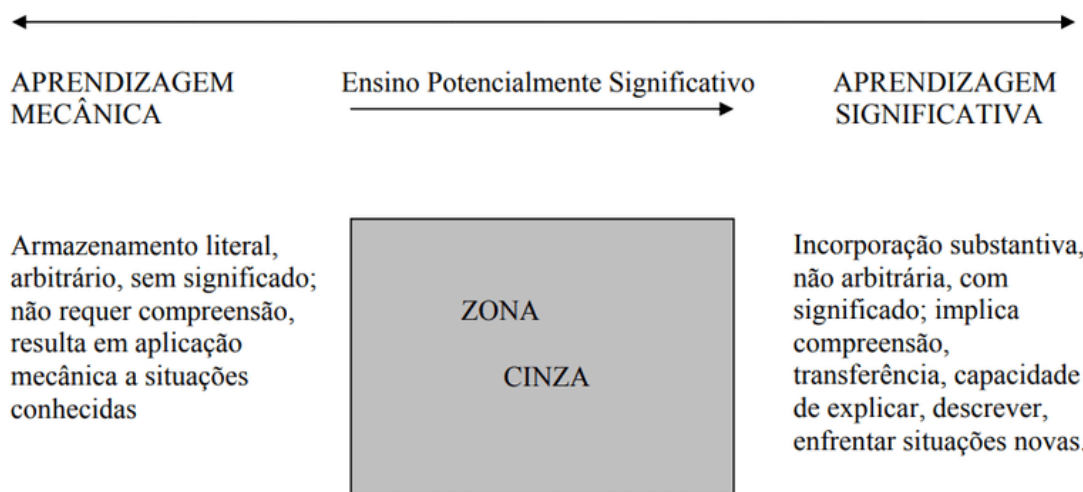 APRENDIZAGEM
MECÂNICA
Ensino Potencialmente Significativo
APRENDIZAGEM
SIGNIFICATIVA
Armazenamento literal,
arbitrário, sem significado;
não requer compreensão,
resulta em aplicação
mecânica a situações
conhecidas
ZONA
CINZA
Incorporação substantiva,
não arbitrária, com
significado; implica
compreensão,
transferência, capacidade
de explicar, descrever,
enfrentar situações novas.